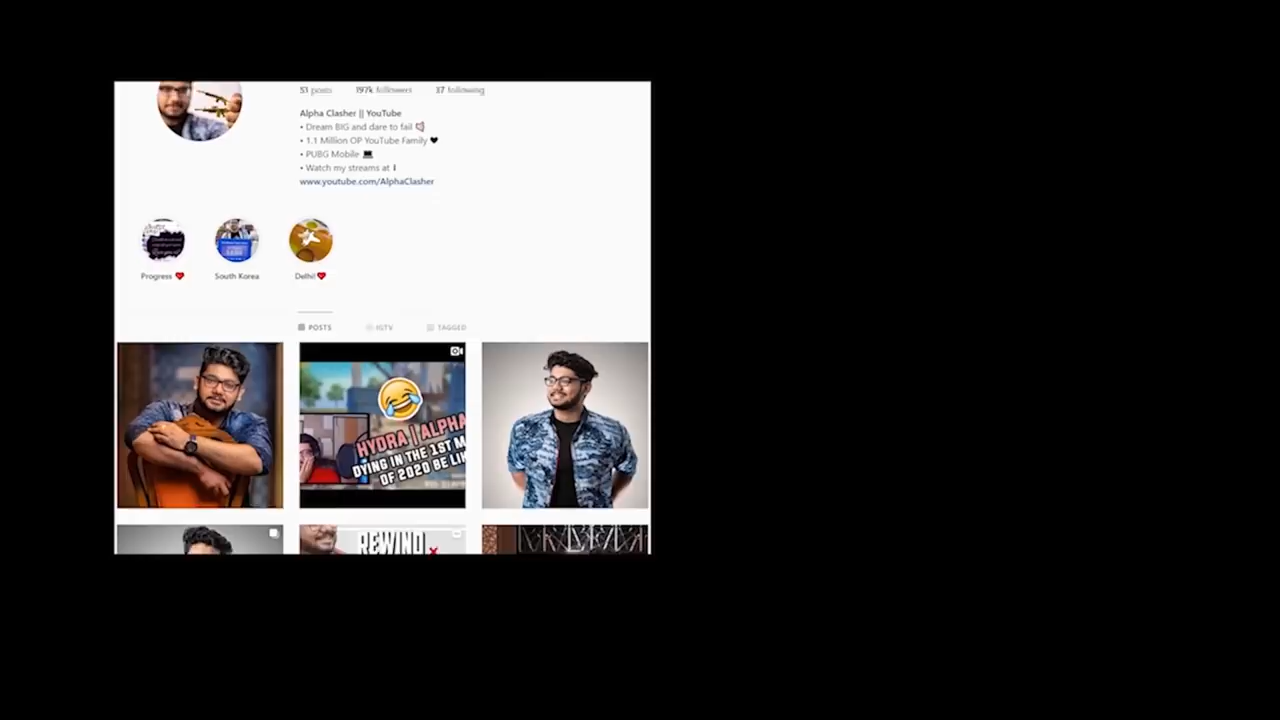 53 posts 197k followers 37 following
Alpha Clasher || YouTube
• Dream BIG and dare to fail
• 1.1 Million OP YouTube Family 🖤
• PUBG Mobile 💻
• Watch my streams at
www.youtube.com/AlphaClasher
Progress ❤ South Korea Delhi! ❤
POSTS IGTV TAGGED
HYDRA | ALPHA
DYING IN THE 1ST M
OF 2020 BE LIK
REWIND